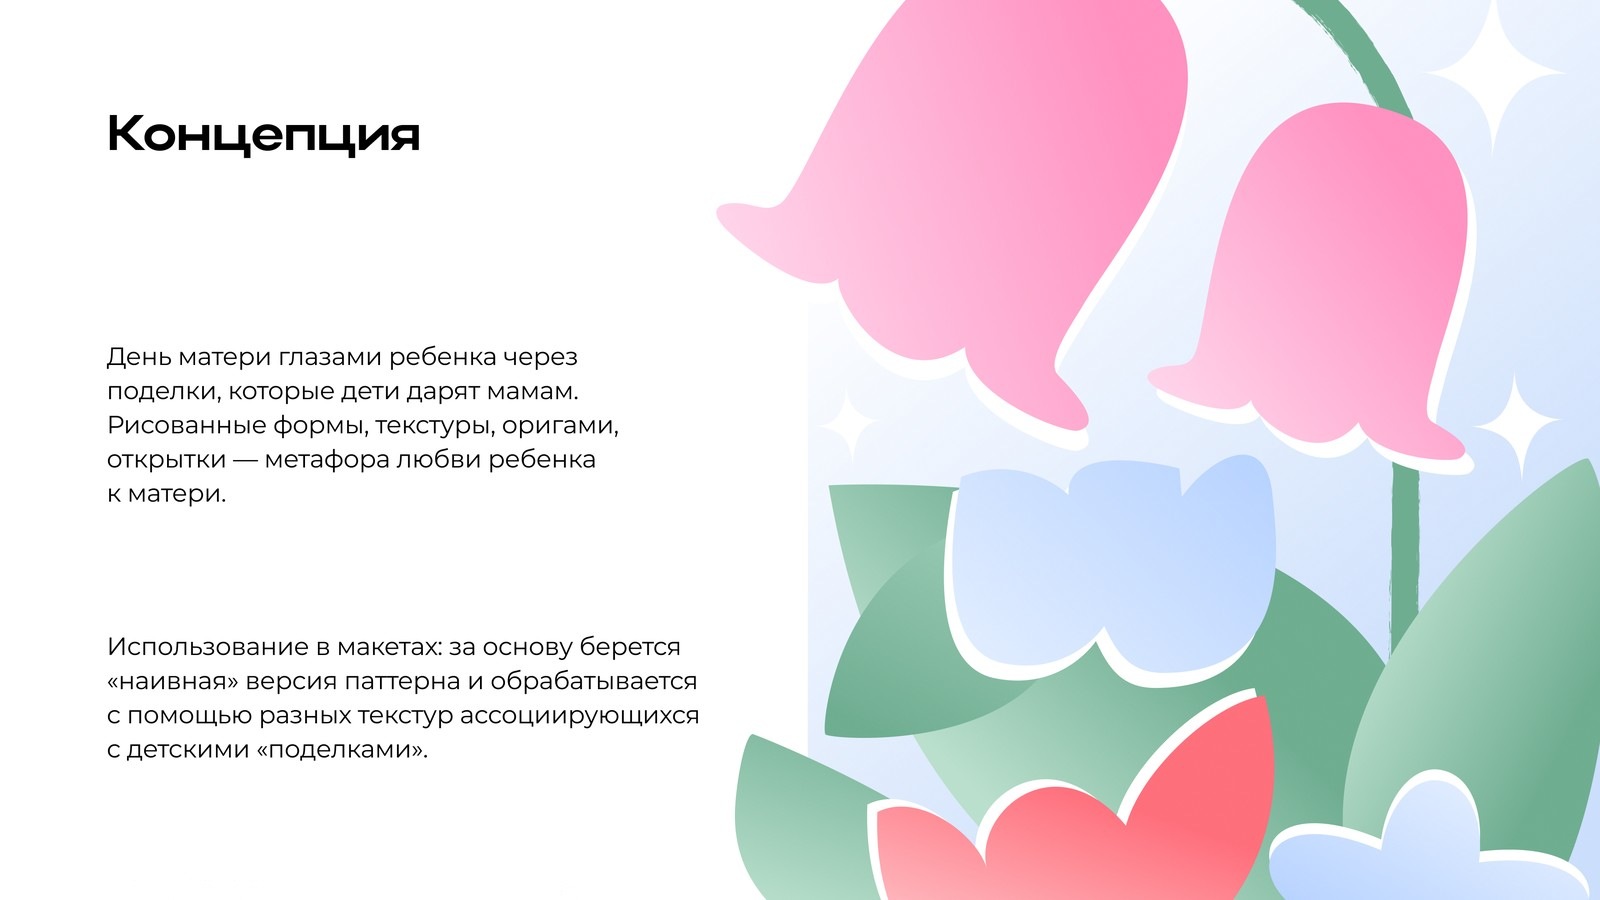 Концепция
День матери глазами ребенка через
поделки, которые дети дарят мамам.
Рисованные формы, текстуры, оригами,
открытки — метафора любви ребенка
к матери.
Использование в макетах: за основу берется
«наивная» версия паттерна и обрабатывается
с помощью разных текстур ассоциирующихся
с детскими «поделками».